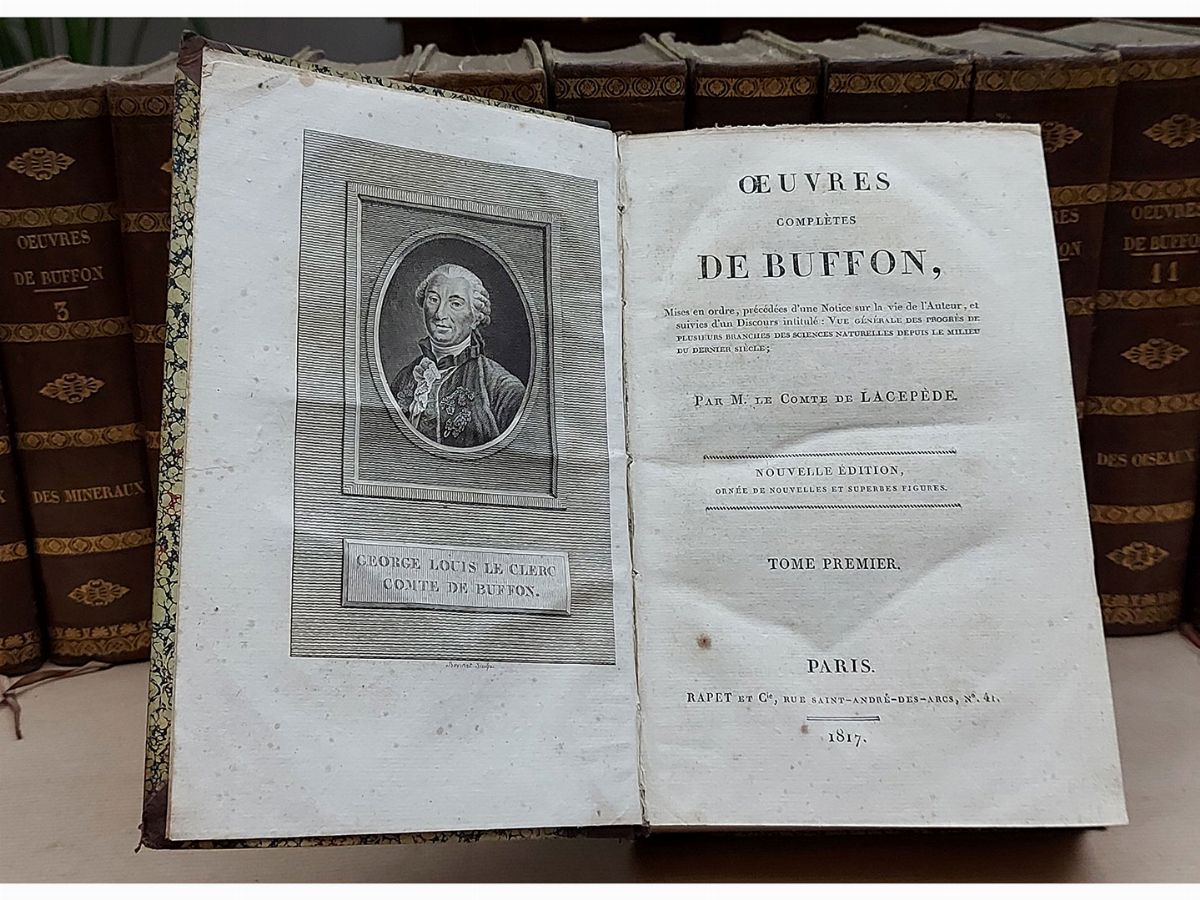 OEUVRES
DE BUFFON
3
DES MINERAUX
GEORGE LOUIS LE CLERC
COMTE DE BUFFON.
ŒUVRES
COMPLÈTES
DE BUFFON,
Mises en ordre, précédées d'une Notice sur la vie de l'Auteur, et
suivies d'un Discours intitulé : VUE GÉNÉRALE DES PROGRÈS DE
PLUSIEURS BRANCHES DES SCIENCES NATURELLES DEPUIS LE MILIEU
DU DERNIER SIÈCLE;
PAR M. LE COMTE DE LACEPÈDE.
NOUVELLE ÉDITION,
ORNÉE DE NOUVELLES ET SUPERBES FIGURES.
TOME PREMIER.
PARIS.
RAPET ET Cie, RUE SAINT-ANDRÉ-DES-ARCS, No. 41.
1817.
OEUVRES
DE BUFFON
11
DES OISEAUX